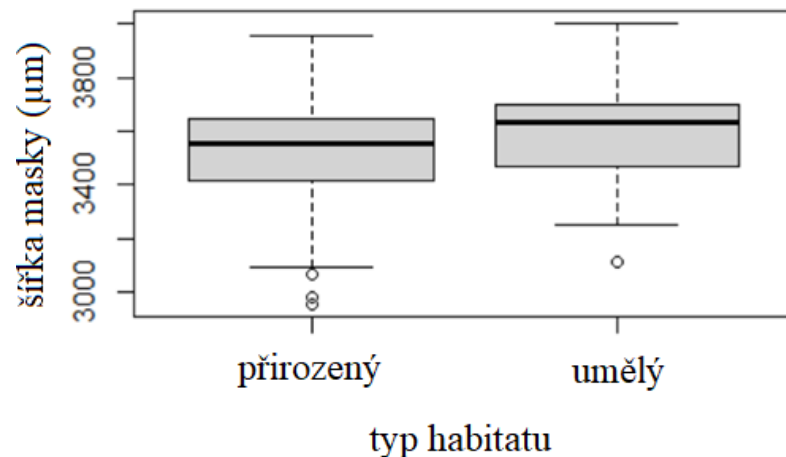 šířka masky (µm)
3800
3400
3000
přirozený
umělý
typ habitatu